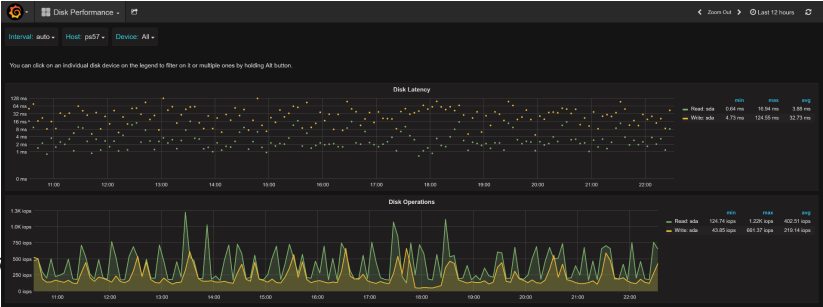 Disk Performance
Zoom Out
Last 12 hours
Interval: auto
Host: ps57
Device: All
You can click on an individual disk device on the legend to filter on it or multiple ones by holding Alt button.
Disk Latency
128 ms
64 ms
32 ms
16 ms
8 ms
4 ms
2 ms
1 ms
0 ms
11:00 12:00 13:00 14:00 15:00 16:00 17:00 18:00 19:00 20:00 21:00 22:00
min max avg
Read: sda 0.64 ms 16.94 ms 3.88 ms
Write: sda 4.73 ms 124.55 ms 32.73 ms
Disk Operations
1.3K iops
1.0K iops
750 iops
500 iops
250 iops
0 iops
11:00 12:00 13:00 14:00 15:00 16:00 17:00 18:00 19:00 20:00 21:00 22:00
min max avg
Read: sda 124.74 iops 1.22K iops 402.51 iops
Write: sda 43.85 iops 661.37 iops 219.14 iops